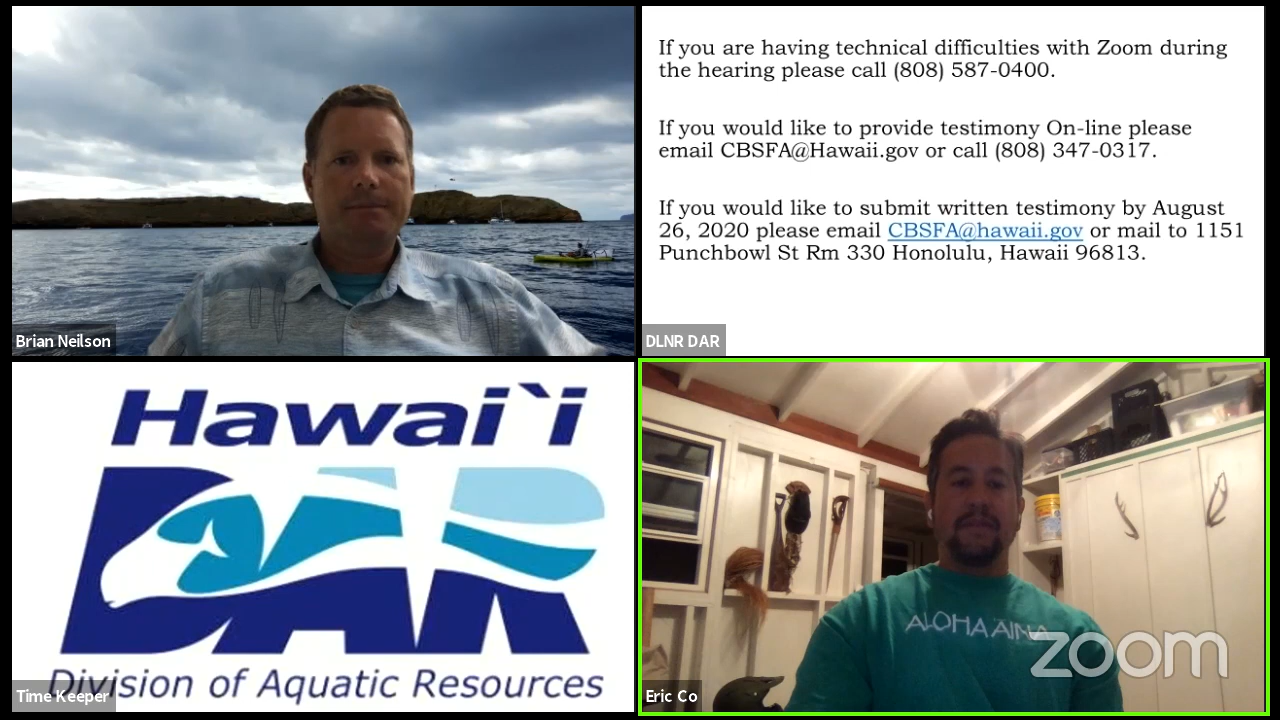 If you are having technical difficulties with Zoom during
the hearing please call (808) 587-0400.
If you would like to provide testimony On-line please
email CBSFA@Hawaii.gov or call (808) 347-0317.
If you would like to submit written testimony by August
26, 2020 please email CBSFA@hawaii.gov or mail to 1151
Punchbowl St Rm 330 Honolulu, Hawaii 96813.
Brian Neilson
DLNR DAR
Hawai`i
DAR
Division of Aquatic Resources
Time Keeper
ALOHA ĀINA
zoom
Eric Co